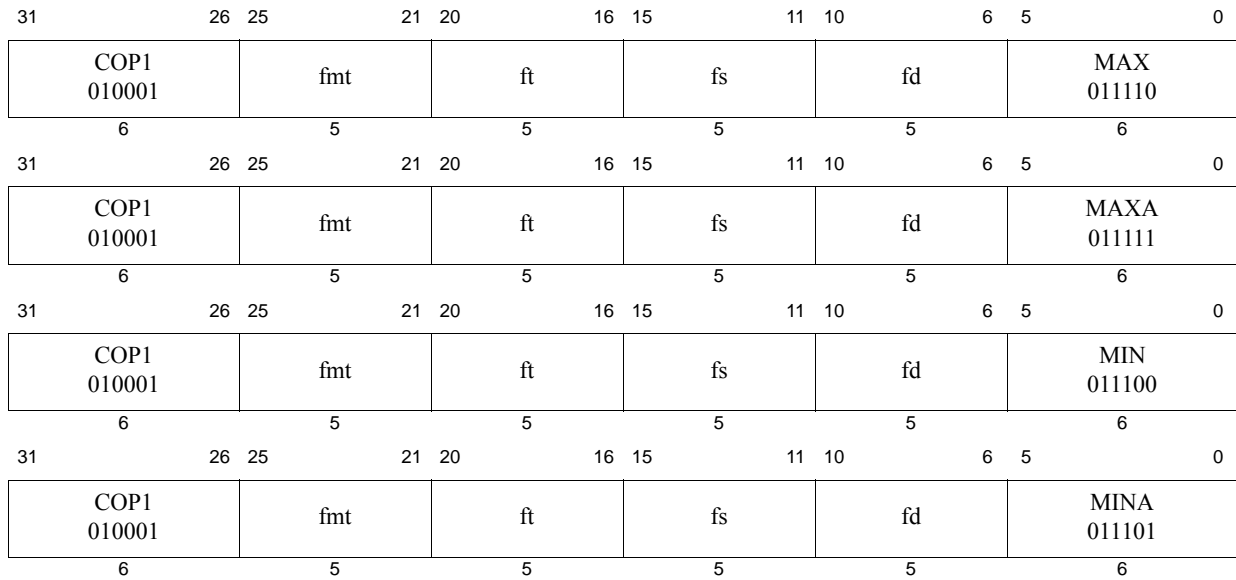 31 26 25 21 20 16 15 11 10 6 5 0
COP1 fmt ft fs fd MAX
010001 011110
6 5 5 5 5 6
31 26 25 21 20 16 15 11 10 6 5 0
COP1 fmt ft fs fd MAXA
010001 011111
6 5 5 5 5 6
31 26 25 21 20 16 15 11 10 6 5 0
COP1 fmt ft fs fd MIN
010001 011100
6 5 5 5 5 6
31 26 25 21 20 16 15 11 10 6 5 0
COP1 fmt ft fs fd MINA
010001 011101
6 5 5 5 5 6